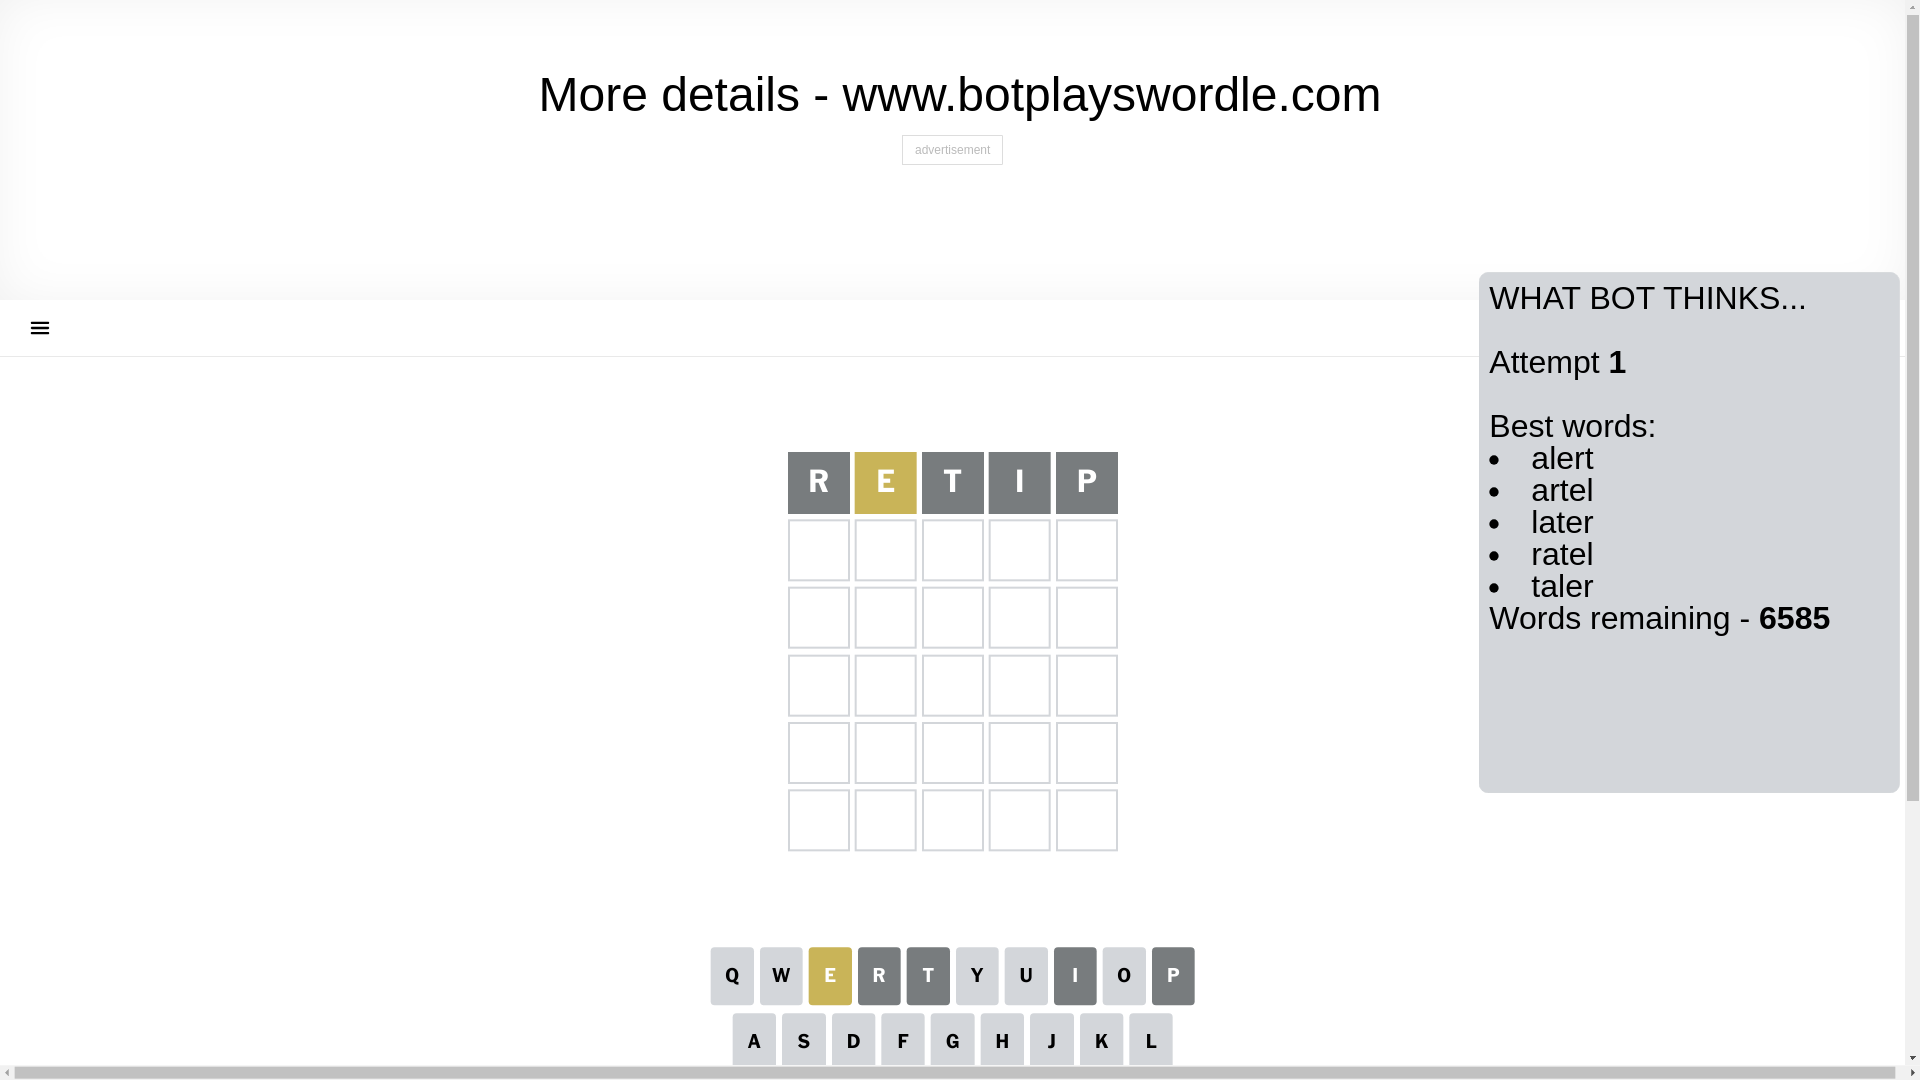 More details - www.botplayswordle.com
advertisement
WHAT BOT THINKS...
Attempt 1
Best words:
• alert
• artel
• later
• ratel
• taler
Words remaining - 6585
R E T I P
Q W E R T Y U I O P
A S D F G H J K L